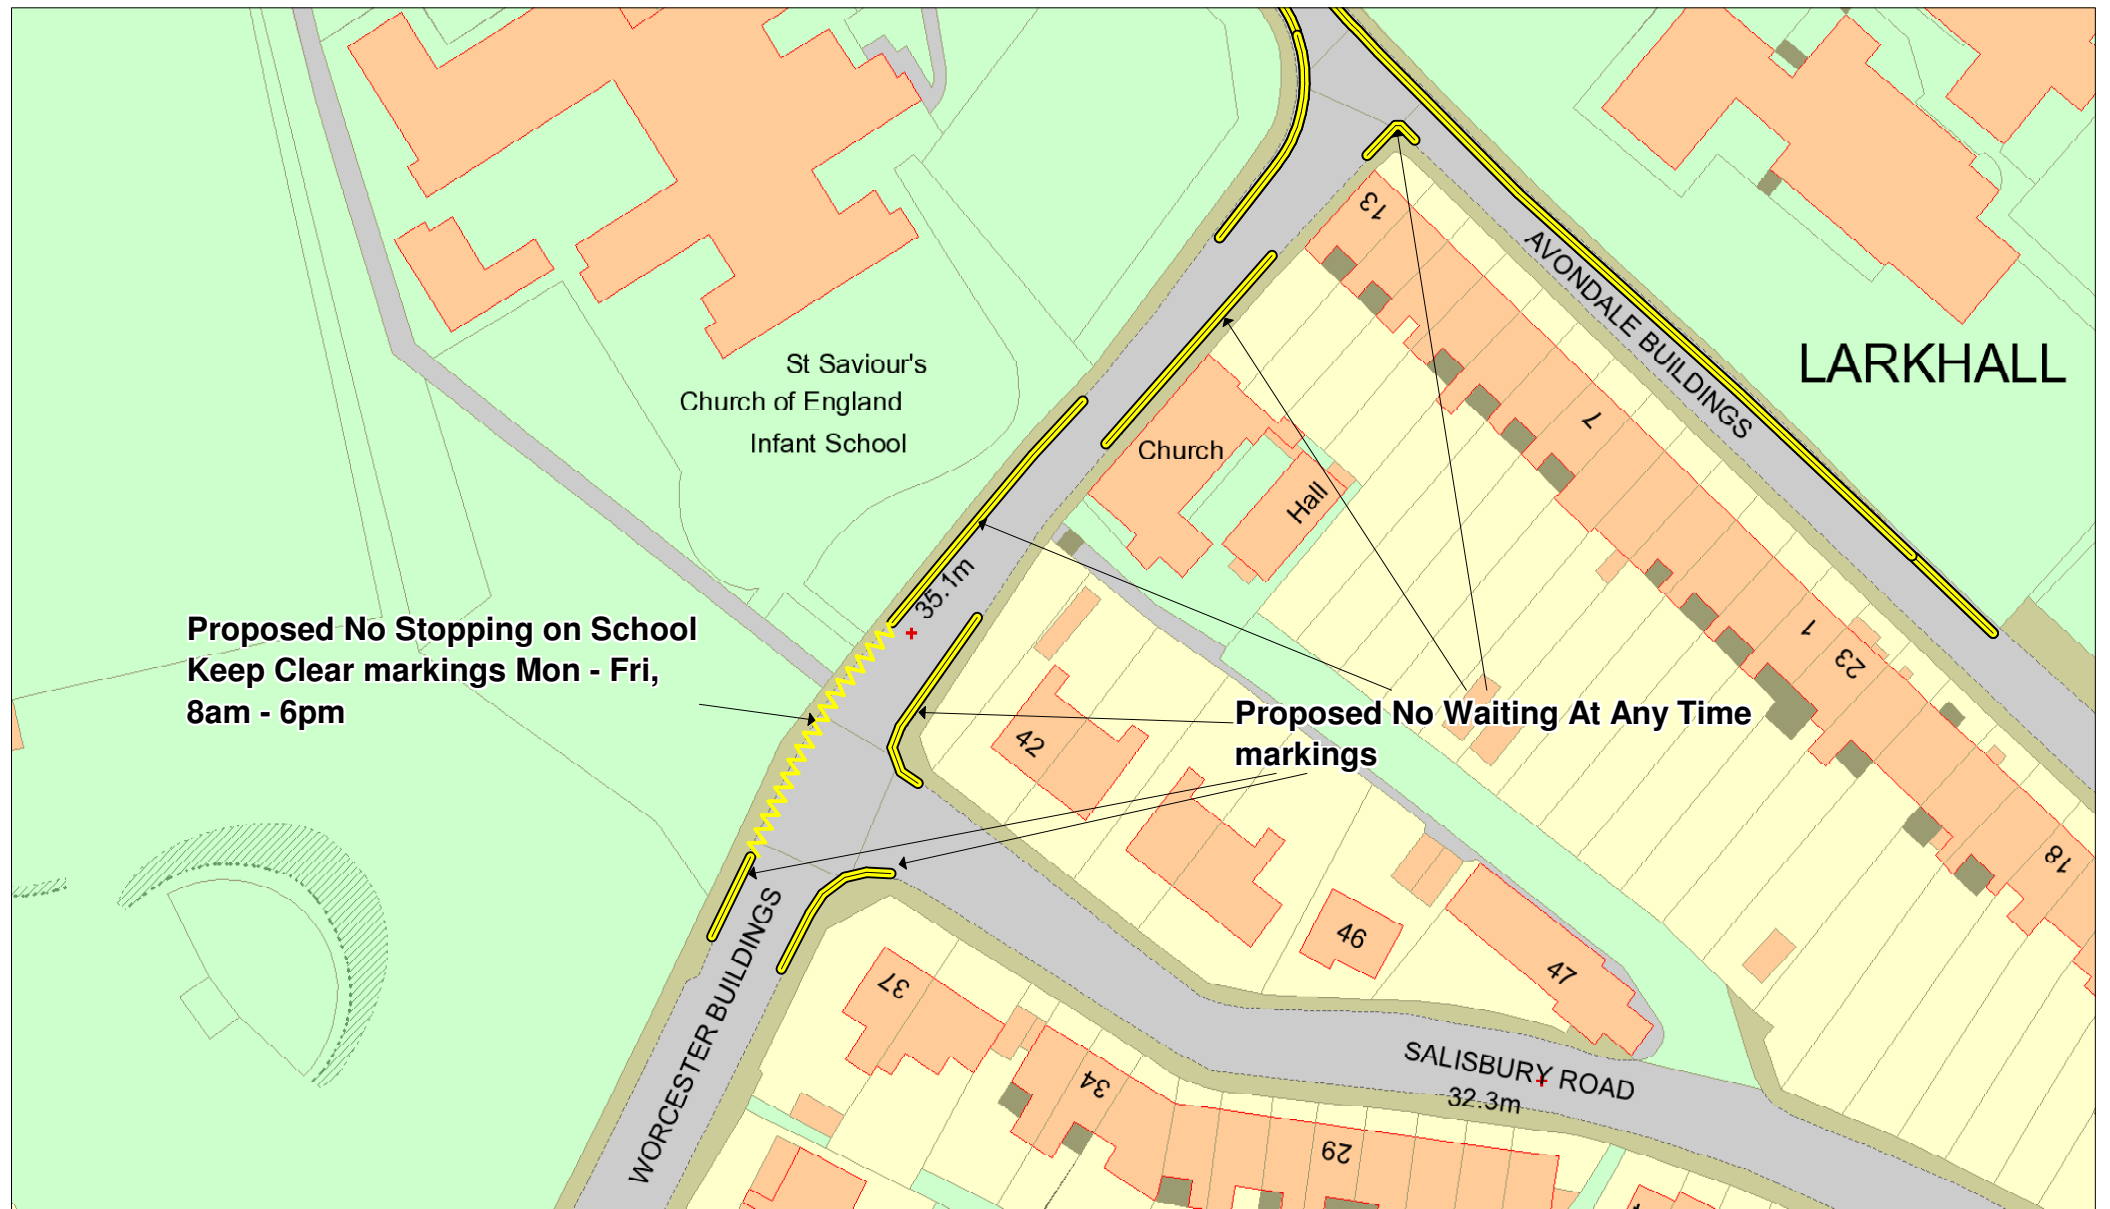 13
AVONDALE BUILDINGS
LARKHALL
St Saviour's
Church of England
Infant School
7
Church
Hall
35.1m
Proposed No Stopping on School
Keep Clear markings Mon - Fri,
8am - 6pm
1
23
42
Proposed No Waiting At Any Time
markings
18
46
47
37
WORCESTER BUILDINGS
SALISBURY ROAD
32.3m
34
29